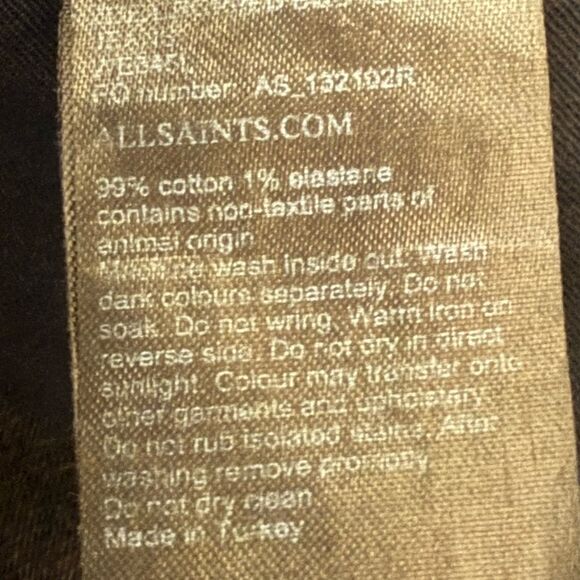 PO number: AS_132102R
ALLSAINTS.COM
99% cotton 1% elastane
contains non-textile parts of
animal origin
Machine wash inside out. Wash
dark colours separately. Do not
soak. Do not wring. Warm iron on
reverse side. Do not dry in direct
sunlight. Colour may transfer onto
other garments and upholstery.
Do not rub isolated stains. After
washing remove promptly.
Do not dry clean
Made in Turkey